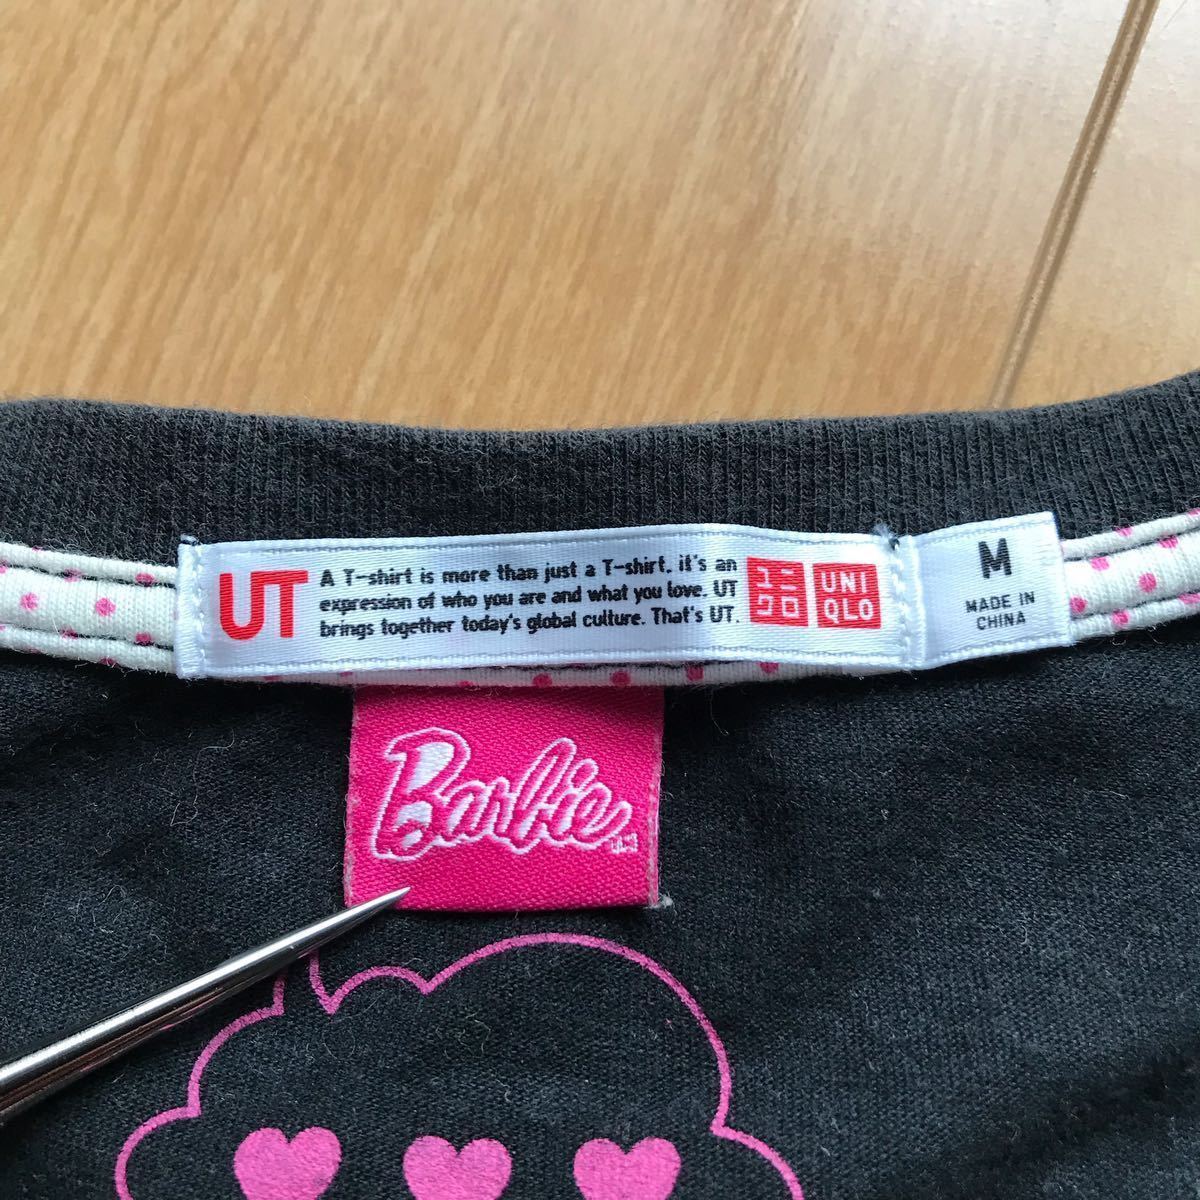 UT
A T-shirt is more than just a T-shirt, it's an
expression of who you are and what you love. UT
brings together today's global culture. That's UT.
ユニ
クロ
UNI
QLO
M
MADE IN
CHINA
Barbie